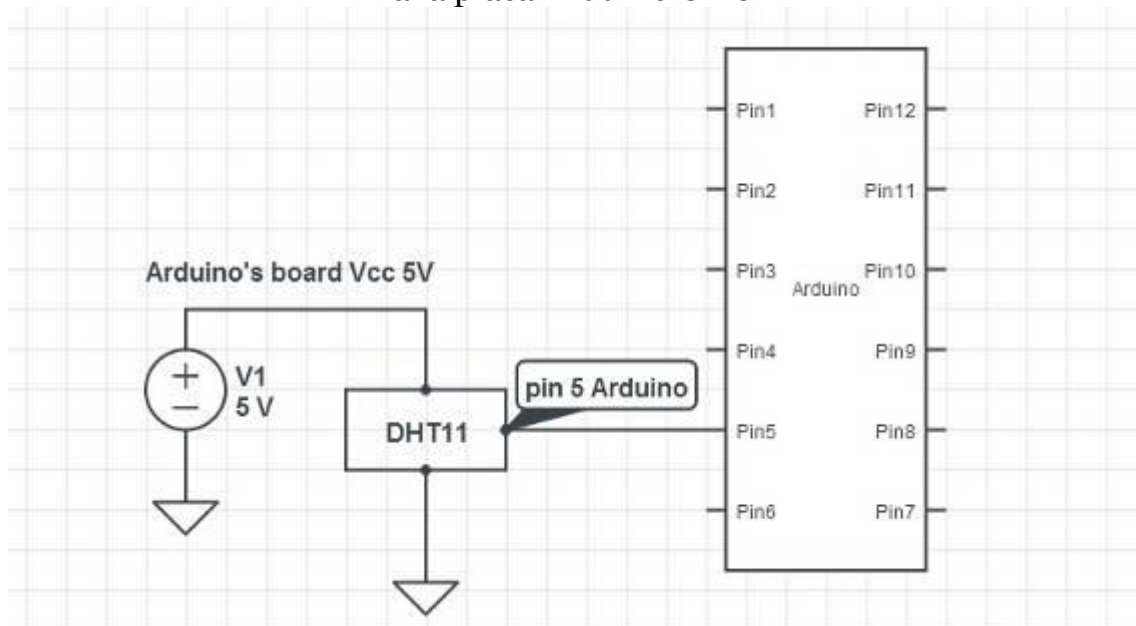 Arduino's board Vcc 5V
+
−
V1
5 V
DHT11
pin 5 Arduino
Pin1
Pin2
Pin3
Pin4
Pin5
Pin6
Arduino
Pin12
Pin11
Pin10
Pin9
Pin8
Pin7